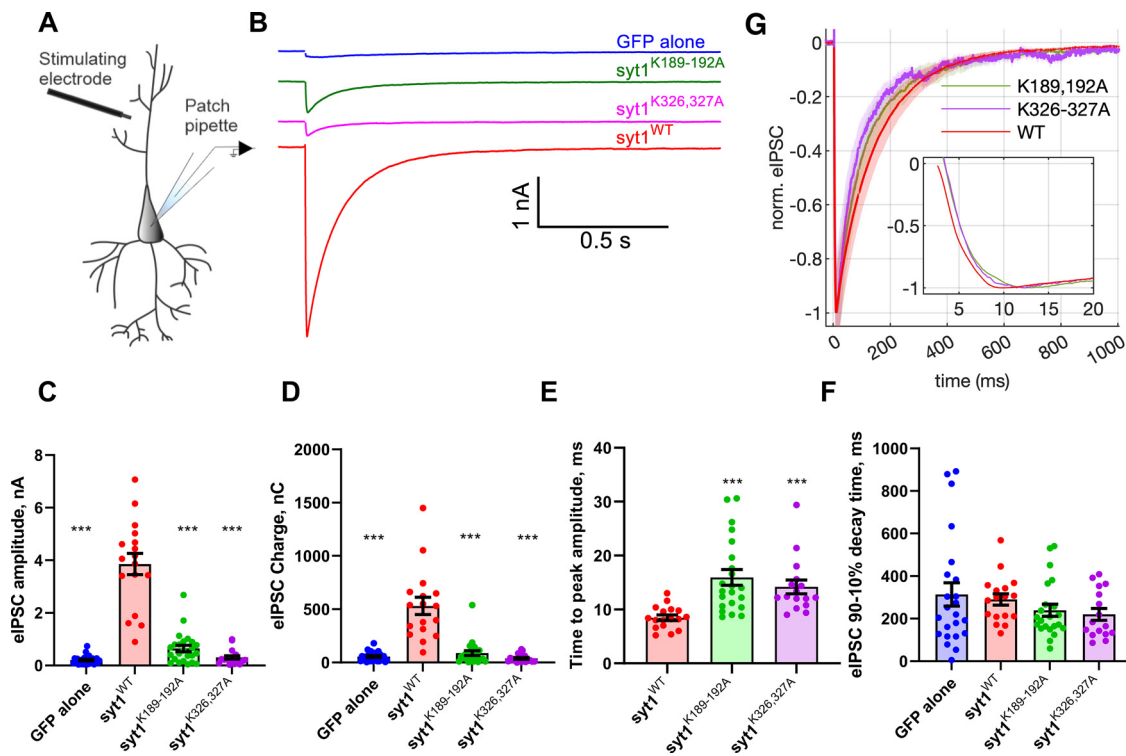 A
Stimulating
electrode
Patch
pipette
B
GFP alone
syt1K189-192A
syt1K326,327A
syt1WT
1 nA
0.5 s
G
norm. eIPSC
0
-0.2
-0.4
-0.6
-0.8
-1
K189,192A
K326-327A
WT
0
-0.5
-1
5
10
15
20
0
200
400
600
800
1000
time (ms)
C
eIPSC amplitude, nA
8
6
4
2
0
***
***
***
GFP alone
syt1WT
syt1K189-192A
syt1K326,327A
D
eIPSC Charge, nC
2000
1500
1000
500
0
***
***
***
GFP alone
syt1WT
syt1K189-192A
syt1K326,327A
E
Time to peak amplitude, ms
40
30
20
10
0
***
***
syt1WT
syt1K189-192A
syt1K326,327A
F
eIPSC 90-10% decay time, ms
1000
800
600
400
200
0
GFP alone
syt1WT
syt1K189-192A
syt1K326,327A